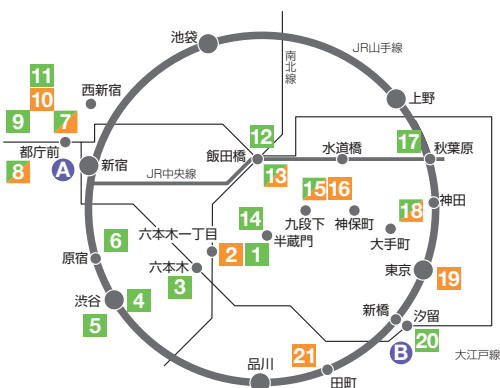 池袋
南北線
JR山手線
11
10
西新宿
上野
9
7
12
17
都庁前
飯田橋
水道橋
秋葉原
8
A
新宿
13
JR中央線
15
16
神田
九段下
神保町
18
14
大手町
六本木一丁目
半蔵門
6
2
1
原宿
六本木
東京
3
19
渋谷
4
新橋
汐留
5
B
20
21
大江戸線
品川
田町